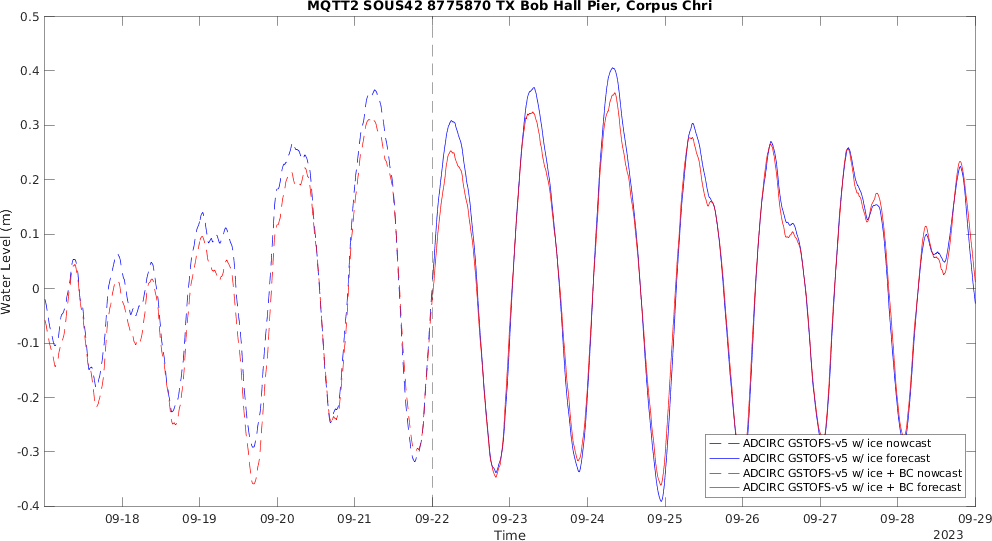 MQTT2 SOUS42 8775870 TX Bob Hall Pier, Corpus Chri
0.5
0.4
0.3
0.2
0.1
0
-0.1
-0.2
-0.3
-0.4
Water Level (m)
ADCIRC GSTOFS-v5 w/ ice nowcast
ADCIRC GSTOFS-v5 w/ ice forecast
ADCIRC GSTOFS-v5 w/ ice + BC nowcast
ADCIRC GSTOFS-v5 w/ ice + BC forecast
09-18 09-19 09-20 09-21 09-22 09-23 09-24 09-25 09-26 09-27 09-28 09-29
Time
2023